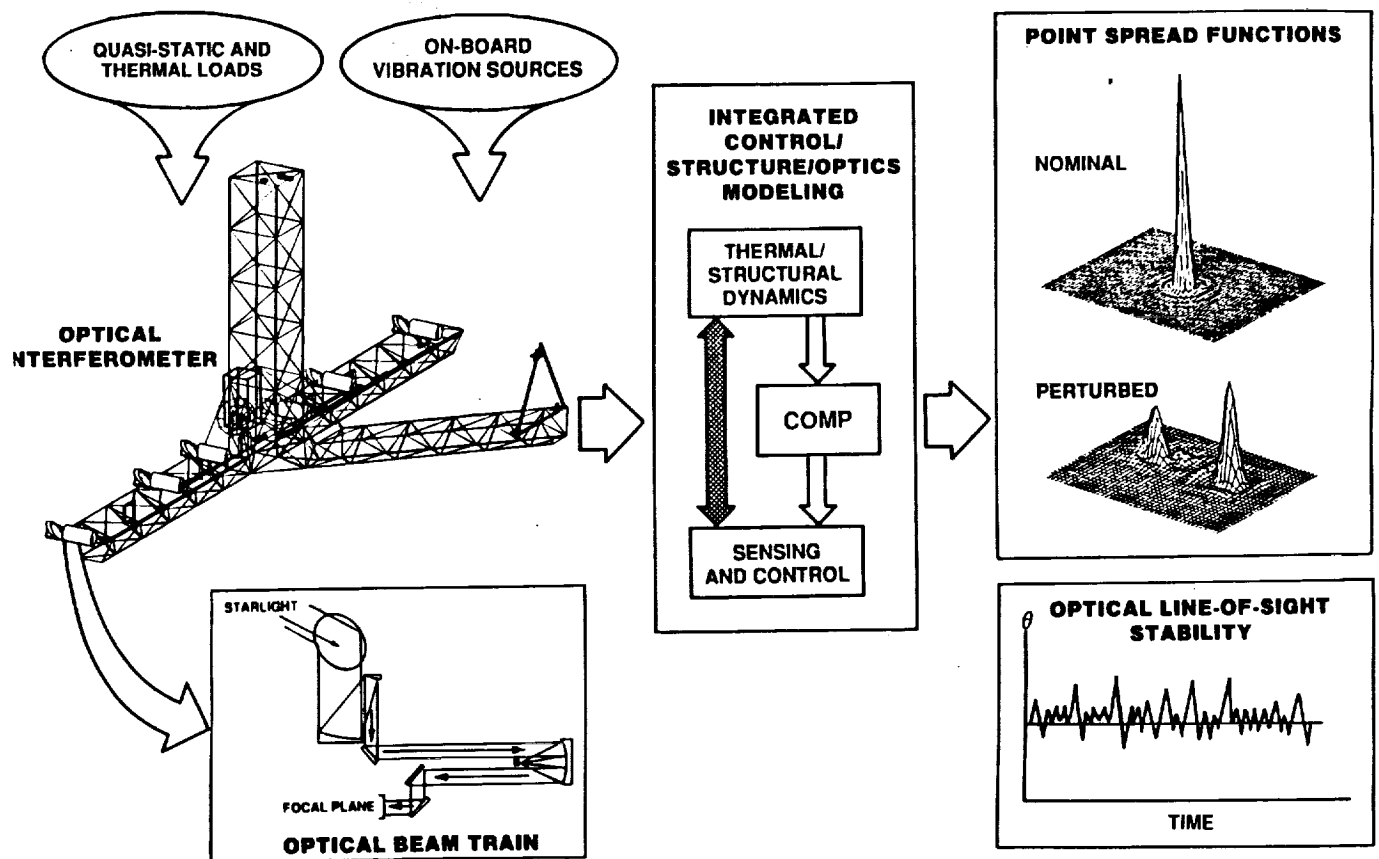 QUASI-STATIC AND
THERMAL LOADS
ON-BOARD
VIBRATION SOURCES
OPTICAL
NTERFEROMETER
STARLIGHT
FOCAL PLANE
OPTICAL BEAM TRAIN
INTEGRATED
CONTROL/
STRUCTURE/OPTICS
MODELING
THERMAL/
STRUCTURAL
DYNAMICS
COMP
SENSING
AND CONTROL
POINT SPREAD FUNCTIONS
NOMINAL
PERTURBED
OPTICAL LINE-OF-SIGHT
STABILITY
θ
TIME